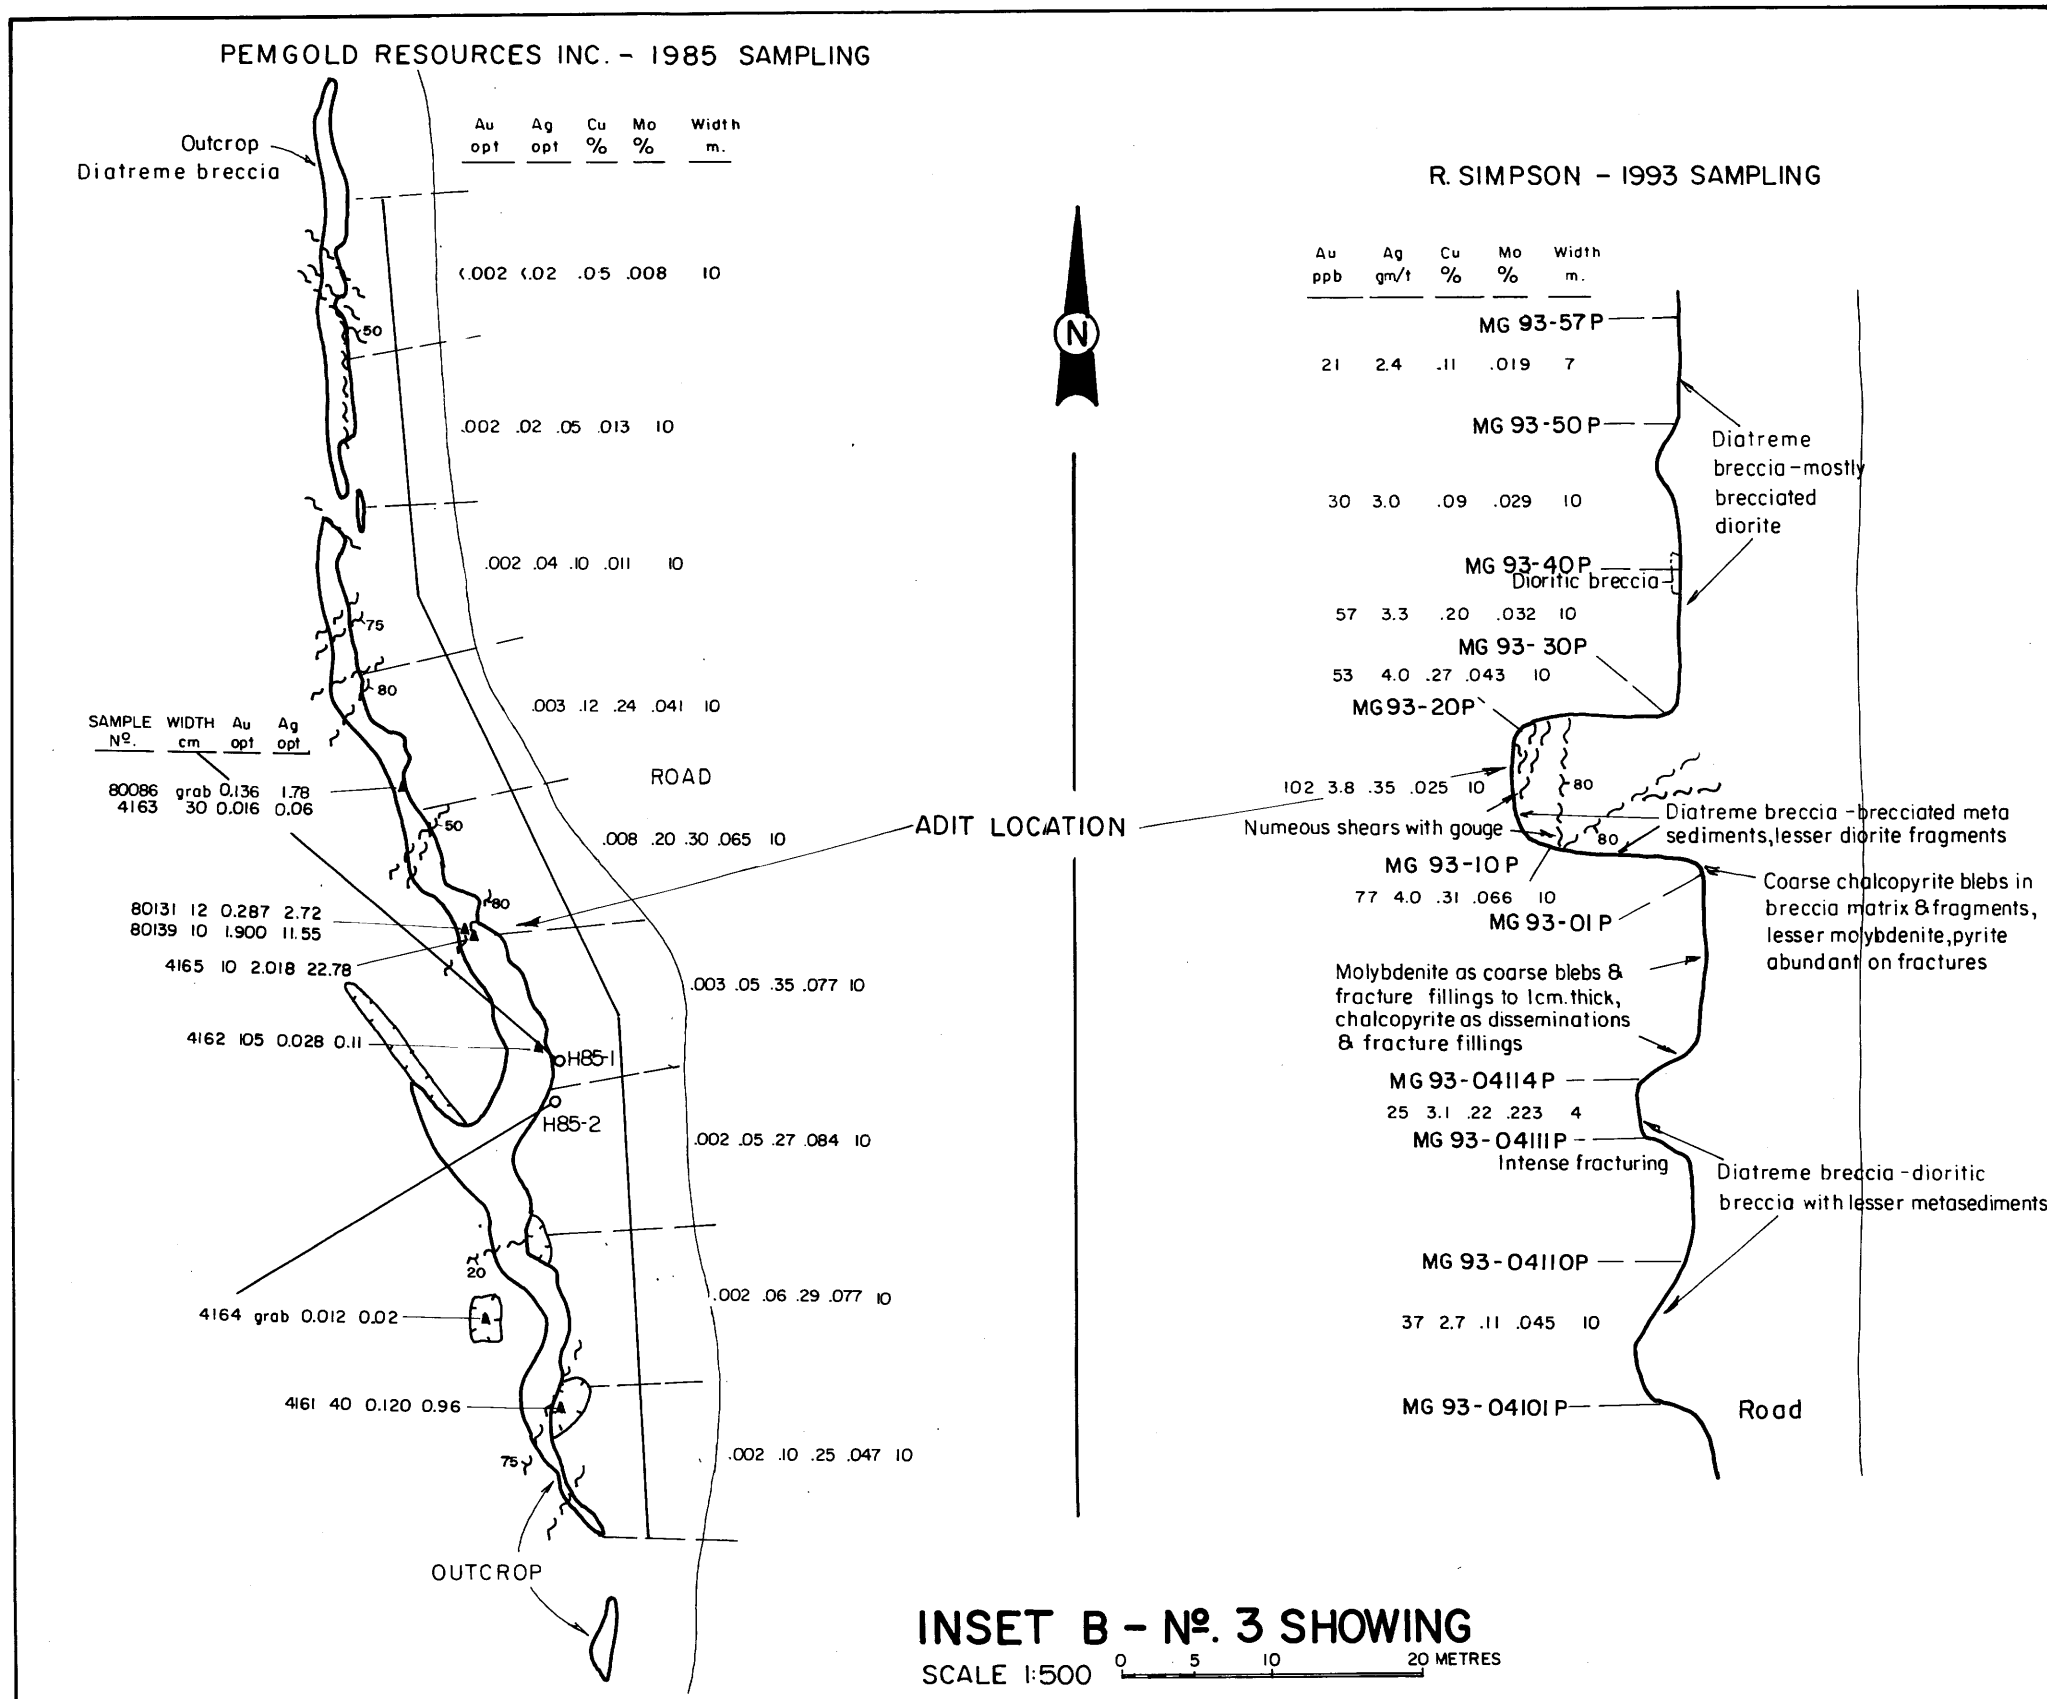 PEMGOLD RESOURCES INC. - 1985 SAMPLING
Outcrop
Diatreme breccia
Au Ag Cu Mo Width
opt opt % % m.
<.002 <.02 .05 .008 10
50
.002 .02 .05 .013 10
.002 .04 .10 .011 10
75
80
.003 .12 .24 .041 10
SAMPLE WIDTH Au Ag
Nº. cm opt opt
80086 grab 0.136 1.78
4163 30 0.016 0.06
ROAD
50
.008 .20 .30 .065 10
ADIT LOCATION
80
80131 12 0.287 2.72
80139 10 1.900 11.55
4165 10 2.018 22.78
.003 .05 .35 .077 10
4162 105 0.028 0.11
H85-1
H85-2
.002 .05 .27 .084 10
20
.002 .06 .29 .077 10
4164 grab 0.012 0.02
4161 40 0.120 0.96
75
.002 .10 .25 .047 10
OUTCROP
N
R. SIMPSON - 1993 SAMPLING
Au Ag Cu Mo Width
ppb gm/t % % m.
MG 93-57P
21 2.4 .11 .019 7
MG 93-50P
Diatreme
breccia-mostly
brecciated
diorite
30 3.0 .09 .029 10
MG 93-40P
Dioritic breccia
57 3.3 .20 .032 10
MG 93-30P
53 4.0 .27 .043 10
MG93-20P
102 3.8 .35 .025 10
80
Numeous shears with gouge
80
Diatreme breccia-brecciated meta
sediments, lesser diorite fragments
MG 93-10P
77 4.0 .31 .066 10
MG 93-01P
Coarse chalcopyrite blebs in
breccia matrix & fragments,
lesser molybdenite, pyrite
abundant on fractures
Molybdenite as coarse blebs &
fracture fillings to 1cm. thick,
chalcopyrite as disseminations
& fracture fillings
MG 93-04114P
25 3.1 .22 .223 4
MG 93-04111P
Intense fracturing
Diatreme breccia-dioritic
breccia with lesser metasediments
MG 93-04110P
37 2.7 .11 .045 10
MG 93-04101P
Road
INSET B - Nº. 3 SHOWING
SCALE 1:500 0 5 10 20 METRES